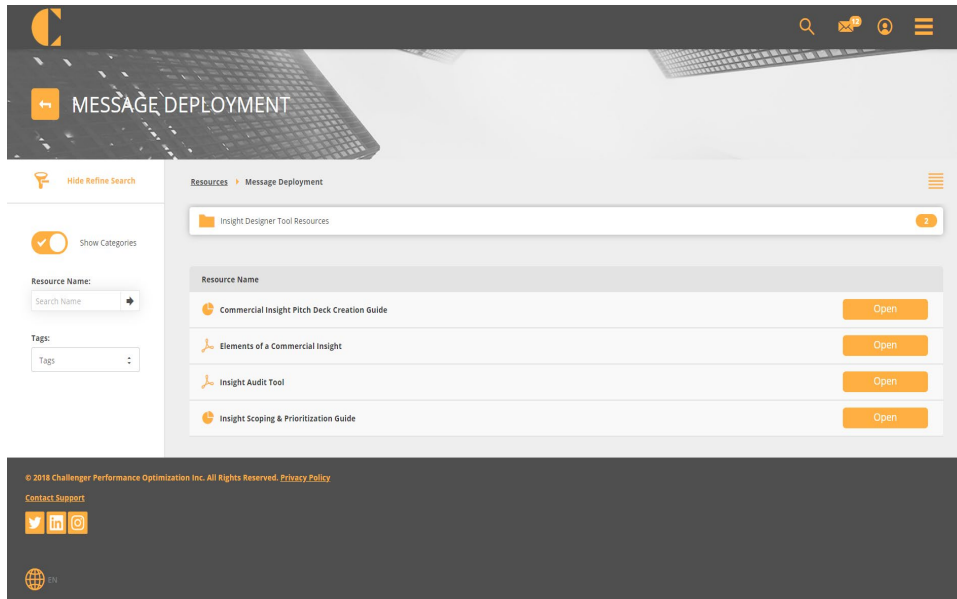 12
MESSAGE DEPLOYMENT
Hide Refine Search
Resources Message Deployment
Insight Designer Tool Resources 2
Show Categories
Resource Name:
Search Name
Tags:
Tags
Resource Name
Commercial Insight Pitch Deck Creation Guide Open
Elements of a Commercial Insight Open
Insight Audit Tool Open
Insight Scoping & Prioritization Guide Open
© 2018 Challenger Performance Optimization Inc. All Rights Reserved. Privacy Policy
Contact Support
EN